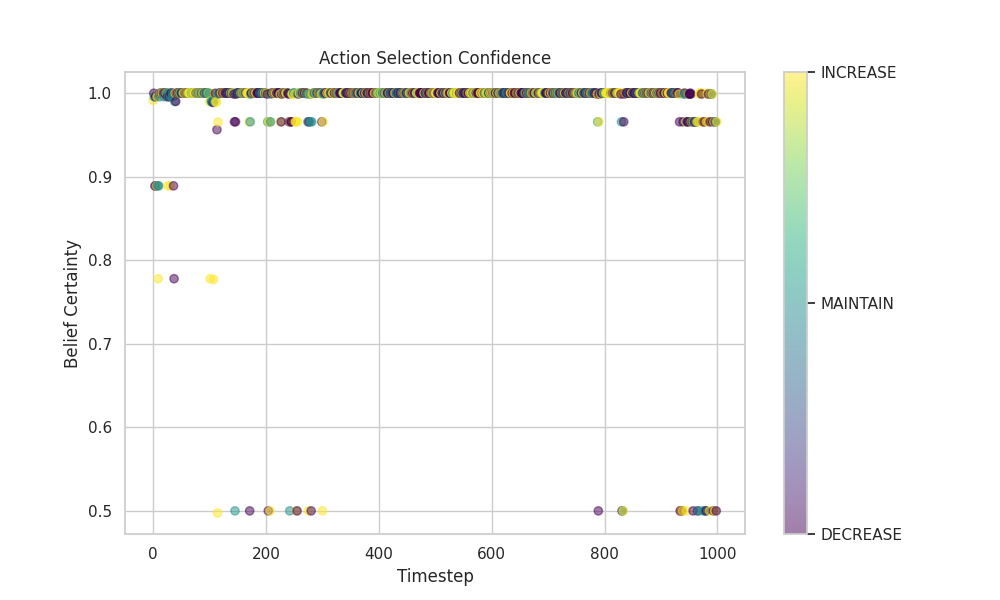 Action Selection Confidence
Belief Certainty
1.0
0.9
0.8
0.7
0.6
0.5
0
200
400
600
800
1000
Timestep
INCREASE
MAINTAIN
DECREASE